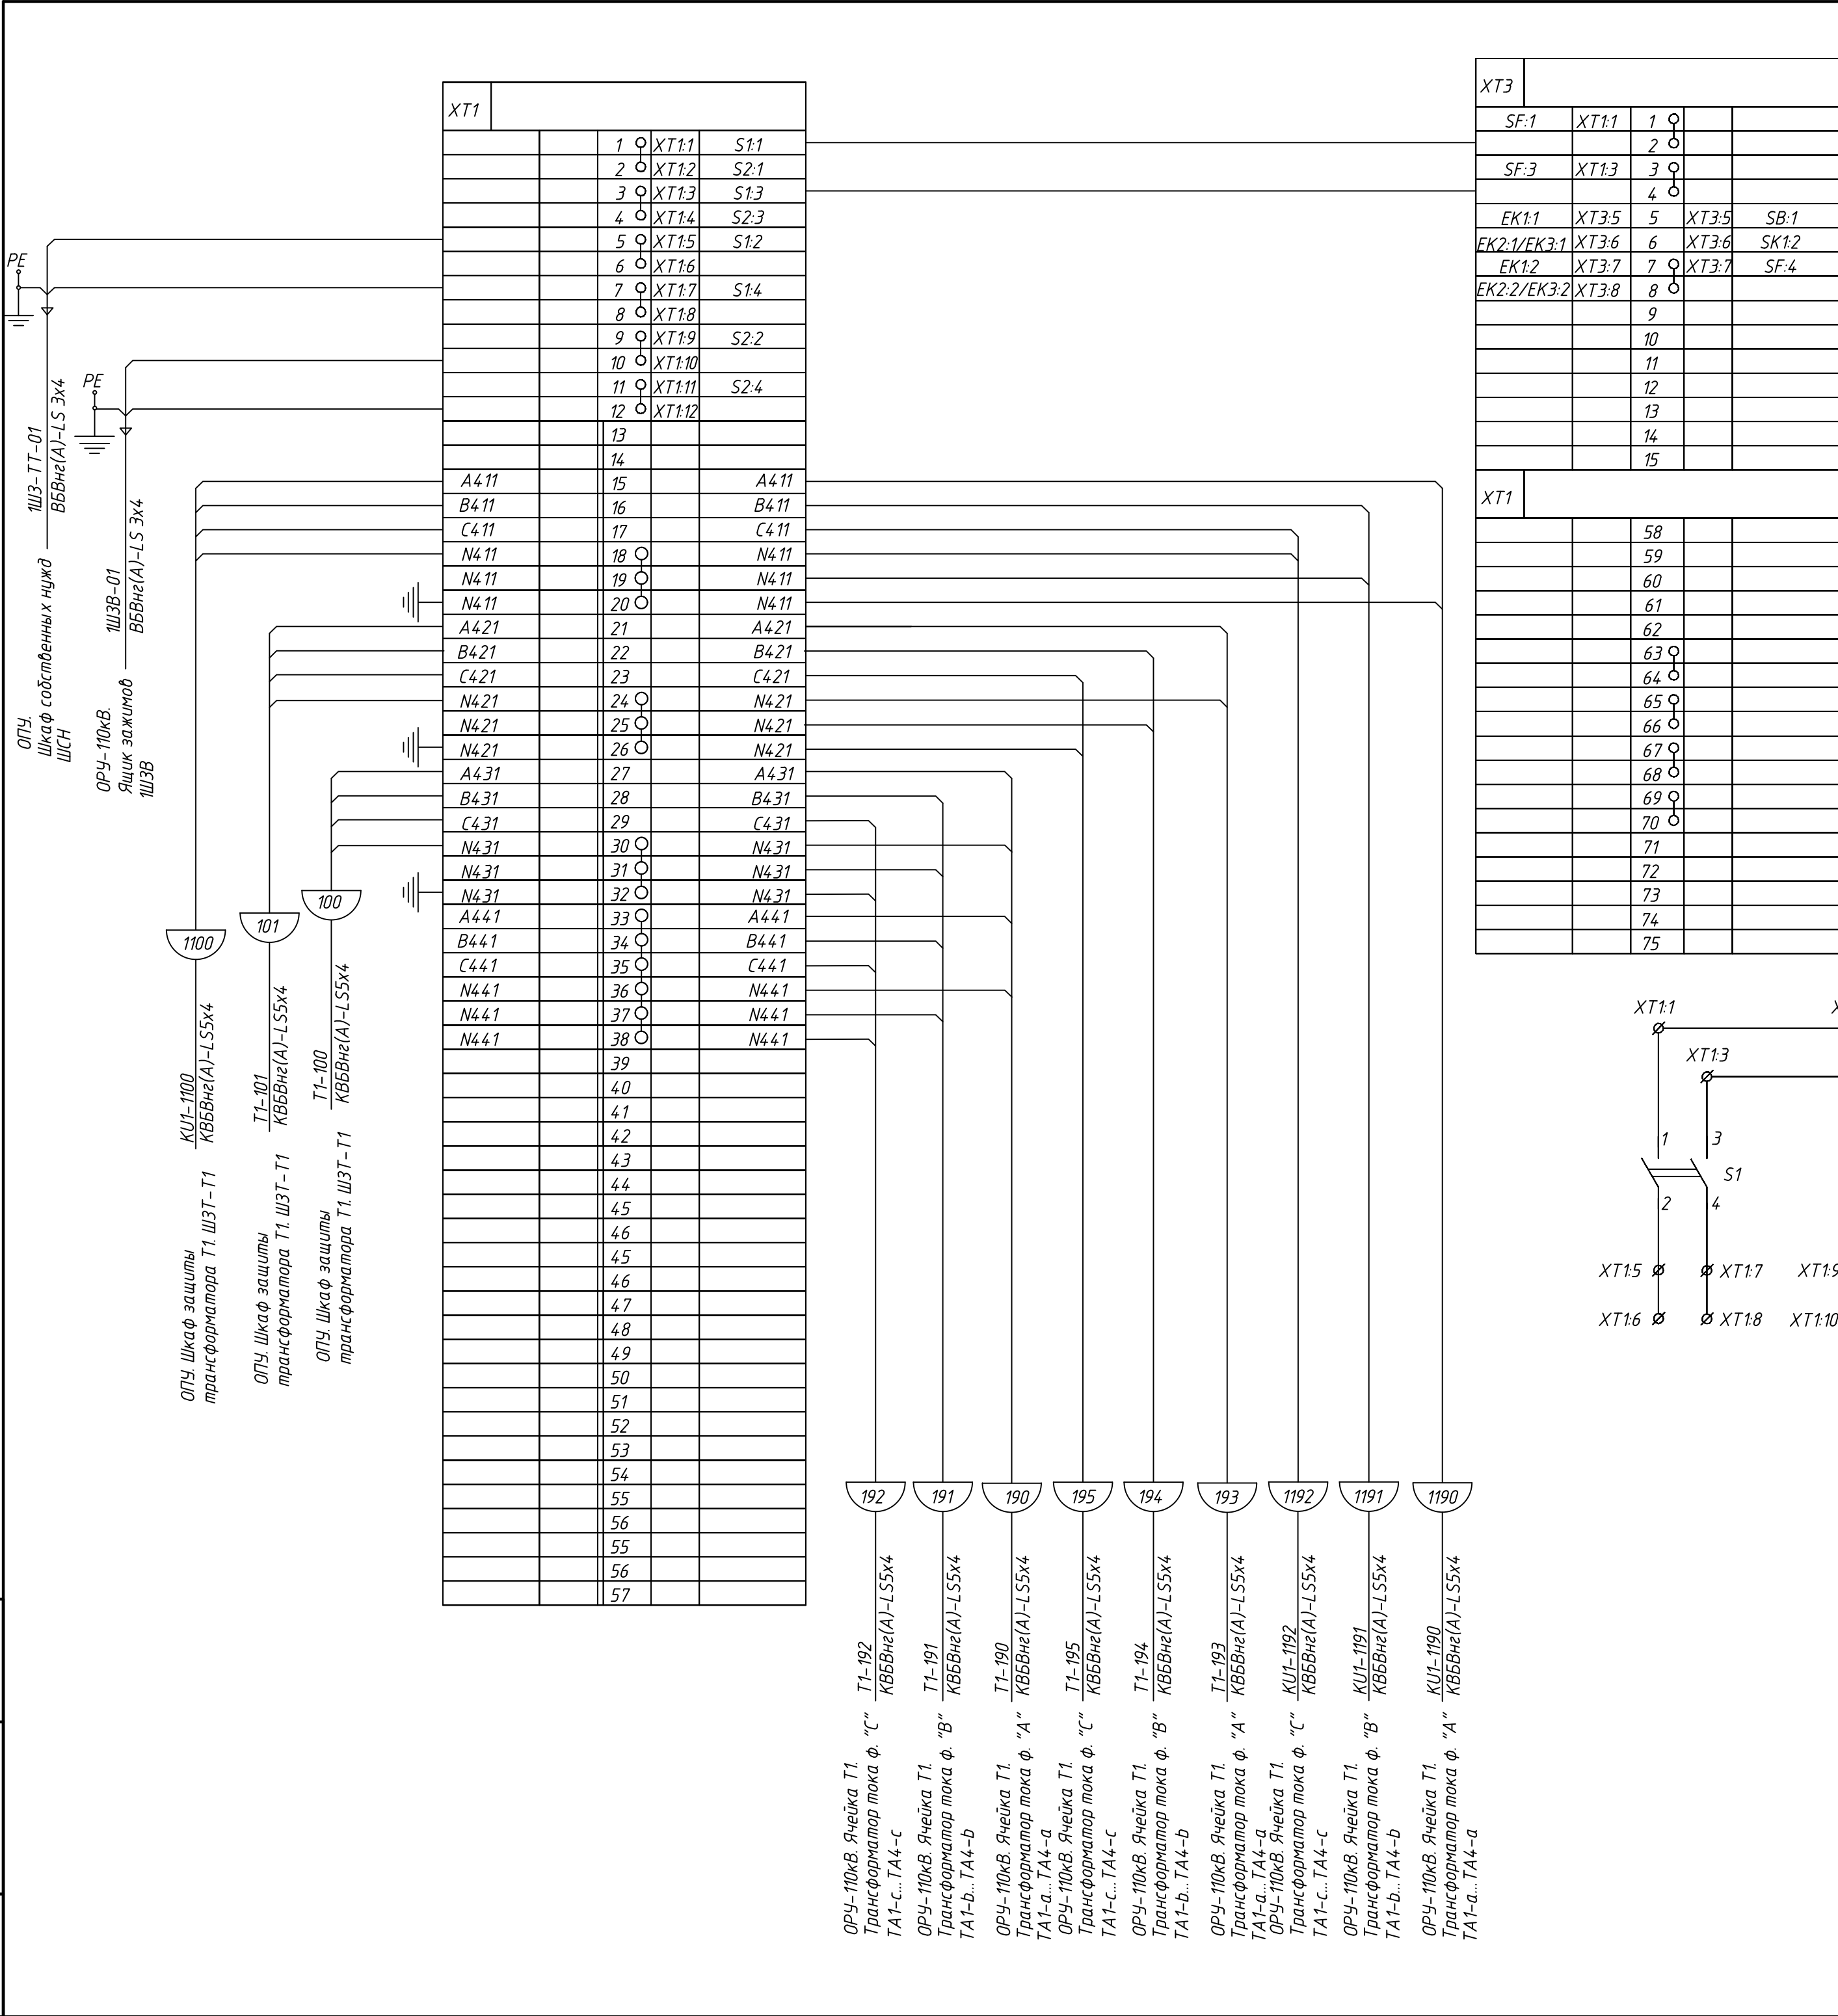 XT1
1 XT1:1 S1:1
2 XT1:2 S2:1
3 XT1:3 S1:3
4 XT1:4 S2:3
5 XT1:5 S1:2
6 XT1:6
7 XT1:7 S1:4
8 XT1:8
9 XT1:9 S2:2
10 XT1:10
11 XT1:11 S2:4
12 XT1:12
13
14
A411 15 A411
B411 16 B411
C411 17 C411
N411 18 N411
N411 19 N411
N411 20 N411
A421 21 A421
B421 22 B421
C421 23 C421
N421 24 N421
N421 25 N421
N421 26 N421
A431 27 A431
B431 28 B431
C431 29 C431
N431 30 N431
N431 31 N431
N431 32 N431
A441 33 A441
B441 34 B441
C441 35 C441
N441 36 N441
N441 37 N441
N441 38 N441
39
40
41
42
43
44
45
46
45
46
47
48
49
50
51
52
53
54
55
56
55
56
57
PE
1ШЗ-ТТ-01
ВБВнг(А)-LS 3х4
ОПУ.
Шкаф собственных нужд
ШСН
PE
1ШЗВ-01
ВБВнг(А)-LS 3х4
ОРУ-110кВ.
Ящик зажимов
1ШЗВ
1100
KU1-1100
КВБВнг(А)-LS5х4
ОПУ. Шкаф защиты
трансформатора Т1. ШЗТ-Т1
101
Т1-101
КВБВнг(А)-LS5х4
ОПУ. Шкаф защиты
трансформатора Т1. ШЗТ-Т1
100
Т1-100
КВБВнг(А)-LS5х4
ОПУ. Шкаф защиты
трансформатора Т1. ШЗТ-Т1
192
Т1-192
КВБВнг(А)-LS5х4
ОРУ-110кВ. Ячейка Т1.
Трансформатор тока ф. "С"
ТА1-с...ТА4-с
191
Т1-191
КВБВнг(А)-LS5х4
ОРУ-110кВ. Ячейка Т1.
Трансформатор тока ф. "В"
ТА1-b...ТА4-b
190
Т1-190
КВБВнг(А)-LS5х4
ОРУ-110кВ. Ячейка Т1.
Трансформатор тока ф. "А"
ТА1-а...ТА4-а
195
Т1-195
КВБВнг(А)-LS5х4
ОРУ-110кВ. Ячейка Т1.
Трансформатор тока ф. "С"
ТА1-с...ТА4-с
194
Т1-194
КВБВнг(А)-LS5х4
ОРУ-110кВ. Ячейка Т1.
Трансформатор тока ф. "В"
ТА1-b...ТА4-b
193
Т1-193
КВБВнг(А)-LS5х4
ОРУ-110кВ. Ячейка Т1.
Трансформатор тока ф. "А"
ТА1-а...ТА4-а
1192
KU1-1192
КВБВнг(А)-LS5х4
ОРУ-110кВ. Ячейка Т1.
Трансформатор тока ф. "С"
ТА1-с...ТА4-с
1191
KU1-1191
КВБВнг(А)-LS5х4
ОРУ-110кВ. Ячейка Т1.
Трансформатор тока ф. "В"
ТА1-b...ТА4-b
1190
KU1-1190
КВБВнг(А)-LS5х4
ОРУ-110кВ. Ячейка Т1.
Трансформатор тока ф. "А"
ТА1-а...ТА4-а
XT3
SF:1 XT1:1 1
2
SF:3 XT1:3 3
4
EK1:1 XT3:5 5 XT3:5 SB:1
EK2:1/EK3:1 XT3:6 6 XT3:6 SK1:2
EK1:2 XT3:7 7 XT3:7 SF:4
EK2:2/EK3:2 XT3:8 8
9
10
11
12
13
14
15
XT1
58
59
60
61
62
63
64
65
66
67
68
69
70
71
72
73
74
75
XT1:1
XT1:3
1 3
S1
2 4
XT1:5 XT1:7 XT1:9
XT1:6 XT1:8 XT1:10